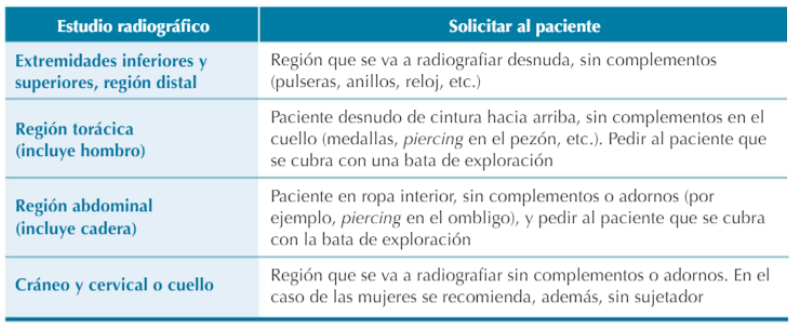 Estudio radiográfico
Solicitar al paciente
Extremidades inferiores y
superiores, región distal
Región que se va a radiografiar desnuda, sin complementos
(pulseras, anillos, reloj, etc.)
Región torácica
(incluye hombro)
Paciente desnudo de cintura hacia arriba, sin complementos en el
cuello (medallas, piercing en el pezón, etc.). Pedir al paciente que
se cubra con una bata de exploración
Región abdominal
(incluye cadera)
Paciente en ropa interior, sin complementos o adornos (por
ejemplo, piercing en el ombligo), y pedir al paciente que se cubra
con la bata de exploración
Cráneo y cervical o cuello
Región que se va a radiografiar sin complementos o adornos. En el
caso de las mujeres se recomienda, además, sin sujetador